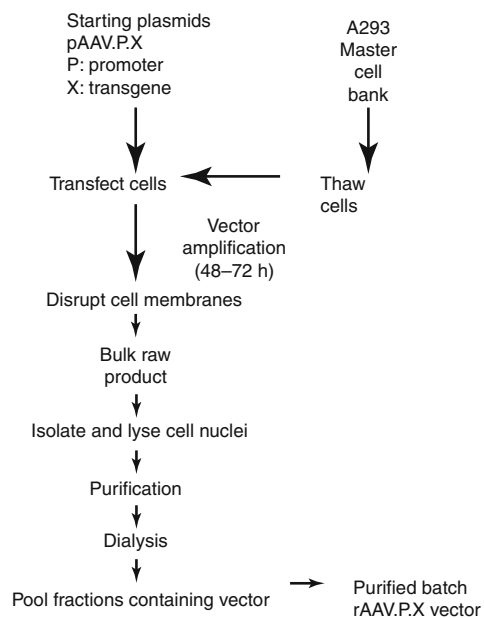 Starting plasmids
pAAV.P.X
P: promoter
X: transgene
A293
Master
cell
bank
Transfect cells
Thaw
cells
Vector
amplification
(48–72 h)
Disrupt cell membranes
Bulk raw
product
Isolate and lyse cell nuclei
Purification
Dialysis
Pool fractions containing vector
Purified batch
rAAV.P.X vector